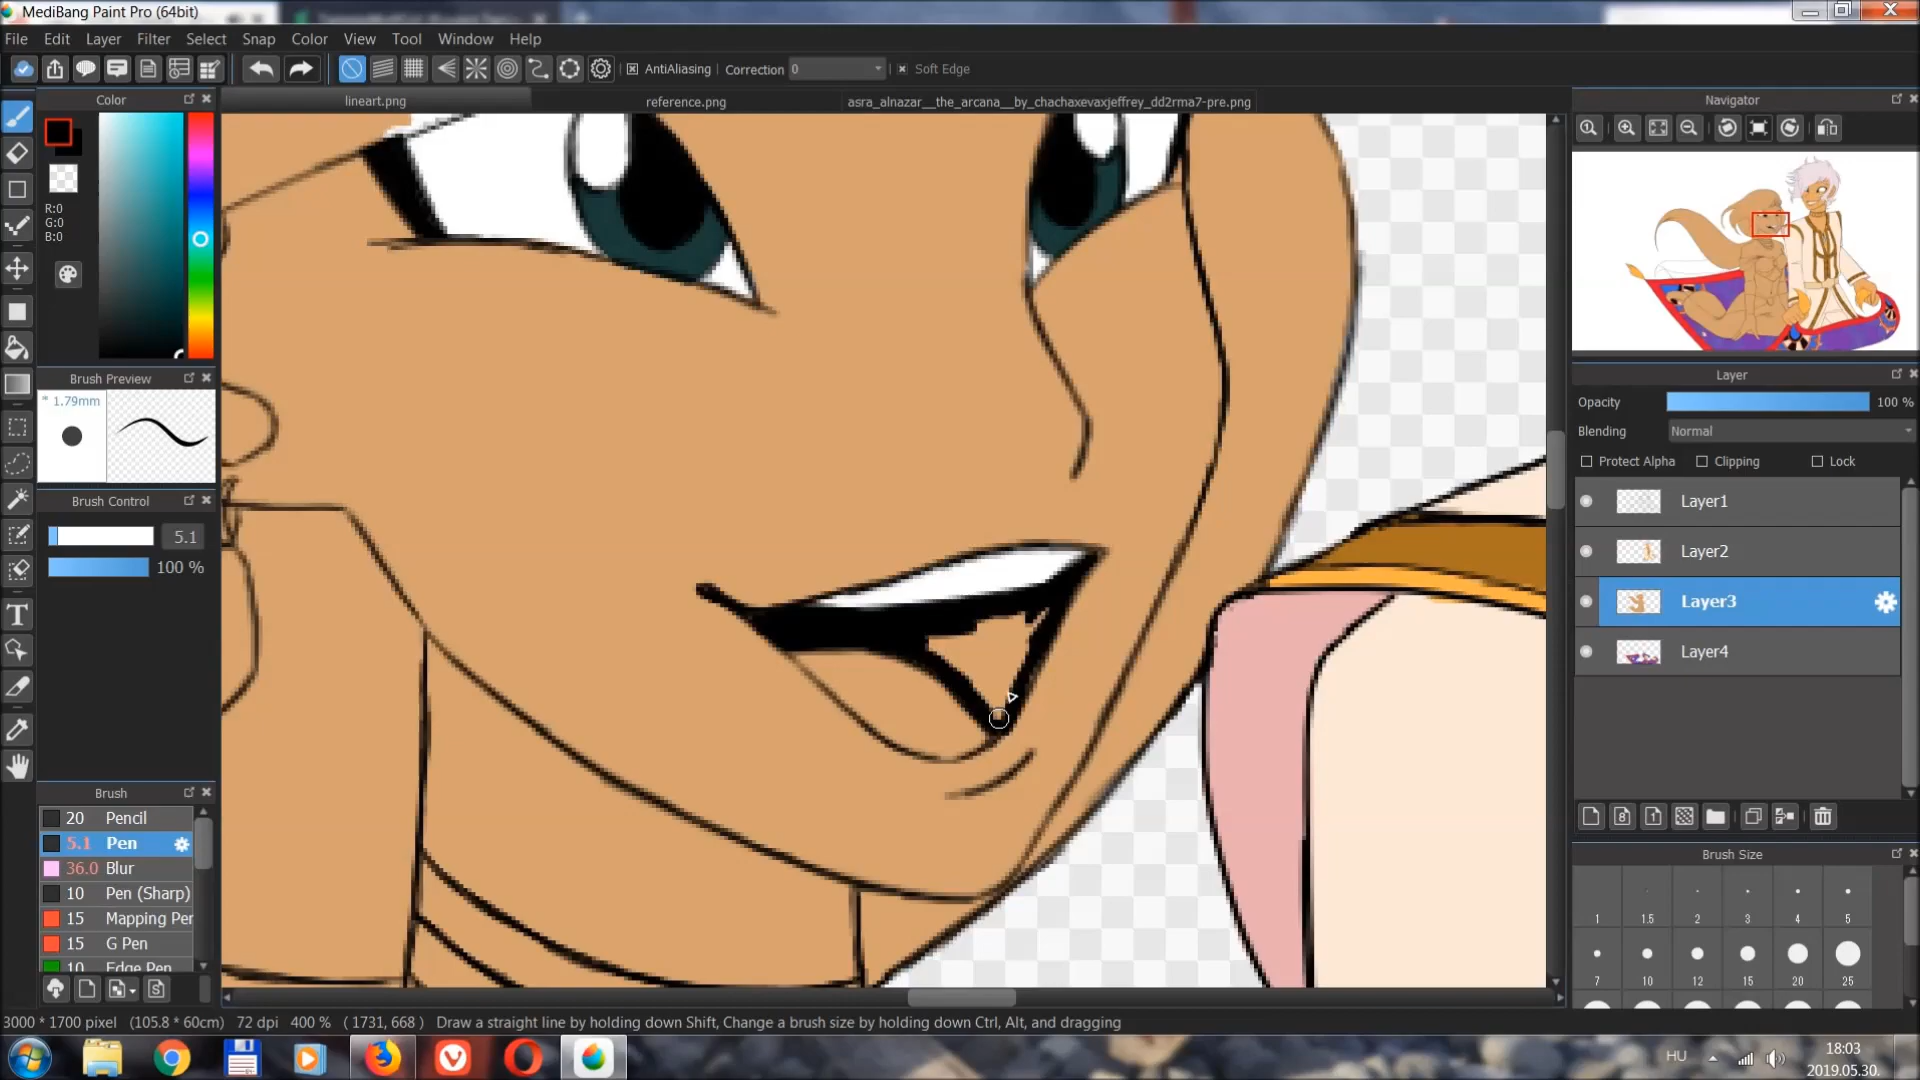 MediBang Paint Pro (64bit)
File Edit Layer Filter Select Snap Color View Tool Window Help
AntiAliasing Correction 0 Soft Edge
Color
lineart.png reference.png asra_alnazar__the_arcana__by_chachaxevaxjeffrey_dd2rma7-pre.png
Navigator
R:0
G:0
B:0
Brush Preview
* 1.79mm
Brush Control
5.1
100 %
Layer
Opacity 100 %
Blending Normal
Protect Alpha Clipping Lock
Layer1
Layer2
Layer3
Layer4
Brush
20 Pencil
5.1 Pen
36.0 Blur
10 Pen (Sharp)
15 Mapping Per
15 G Pen
10 Edge Pen
Brush Size
1 1.5 2 3 4 5
7 10 12 15 20 25
3000 * 1700 pixel (105.8 * 60cm) 72 dpi 400 % ( 1731, 668 ) Draw a straight line by holding down Shift, Change a brush size by holding down Ctrl, Alt, and dragging
HU
18:03
2019.05.30.